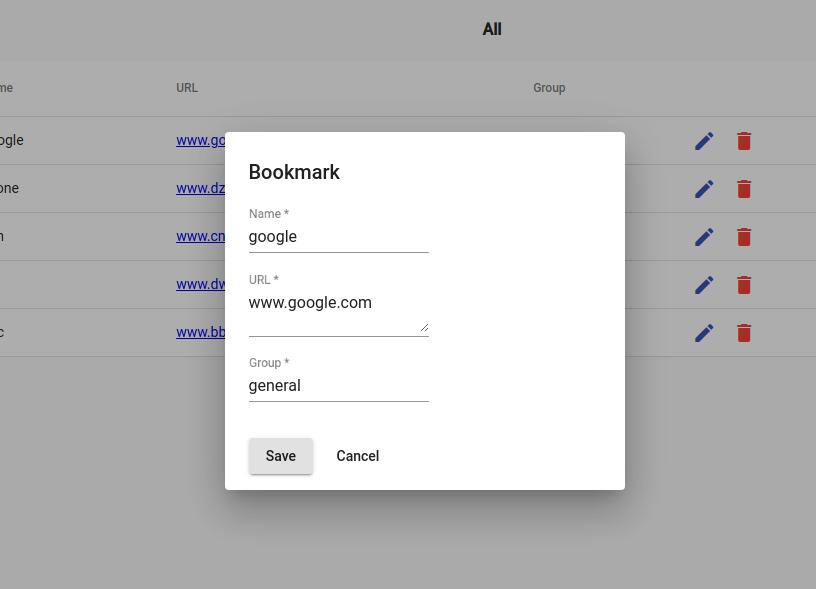 All
me URL Group
ogle www.go
one www.dz
n www.cn
www.dw
c www.bb
Bookmark
Name *
google
URL *
www.google.com
Group *
general
Save Cancel